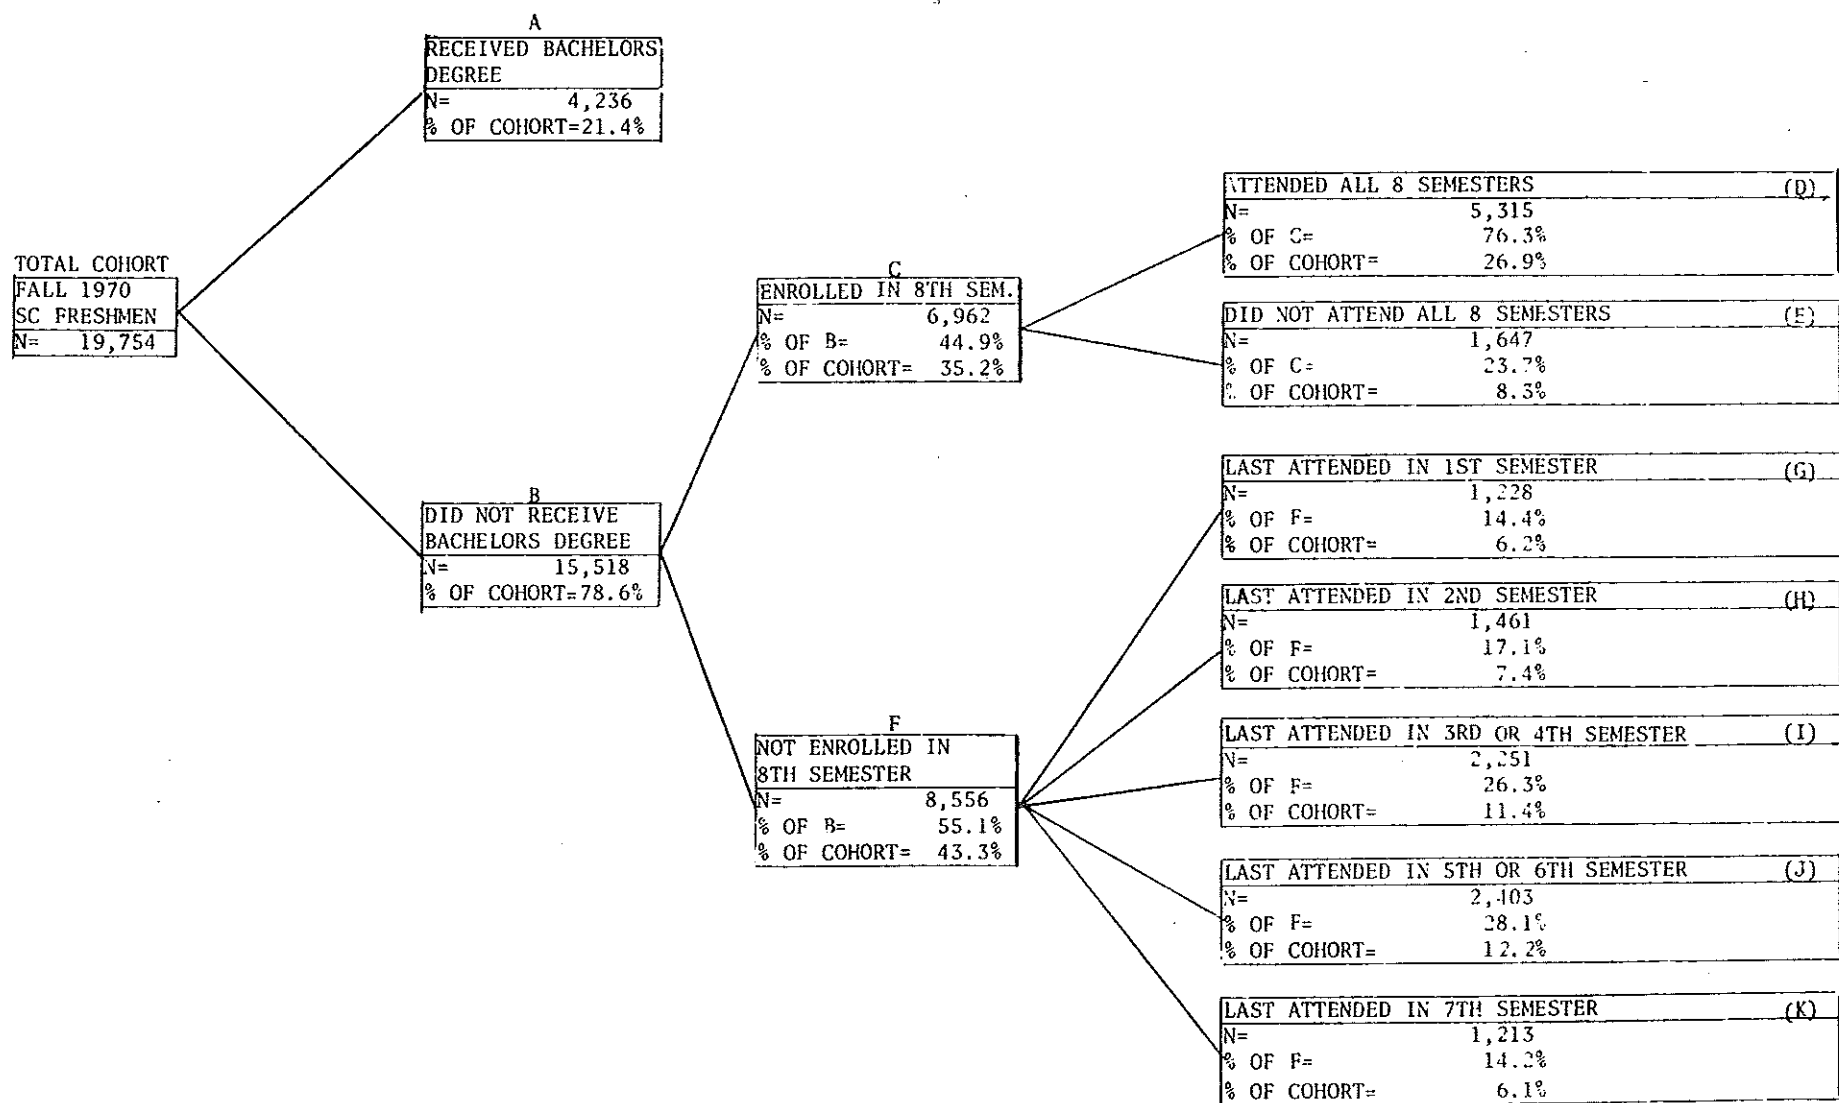 A
RECEIVED BACHELORS
DEGREE
N= 4,236
% OF COHORT=21.4%
TOTAL COHORT
FALL 1970
SC FRESHMEN
N= 19,754
B
DID NOT RECEIVE
BACHELORS DEGREE
N= 15,518
% OF COHORT=78.6%
C
ENROLLED IN 8TH SEM.
N= 6,962
% OF B= 44.9%
% OF COHORT= 35.2%
F
NOT ENROLLED IN
8TH SEMESTER
N= 8,556
% OF B= 55.1%
% OF COHORT= 43.3%
ATTENDED ALL 8 SEMESTERS (D)
N= 5,315
% OF C= 76.3%
% OF COHORT= 26.9%
DID NOT ATTEND ALL 8 SEMESTERS (E)
N= 1,647
% OF C= 23.7%
% OF COHORT= 8.3%
LAST ATTENDED IN 1ST SEMESTER (G)
N= 1,228
% OF F= 14.4%
% OF COHORT= 6.2%
LAST ATTENDED IN 2ND SEMESTER (H)
N= 1,461
% OF F= 17.1%
% OF COHORT= 7.4%
LAST ATTENDED IN 3RD OR 4TH SEMESTER (I)
N= 2,251
% OF F= 26.3%
% OF COHORT= 11.4%
LAST ATTENDED IN 5TH OR 6TH SEMESTER (J)
N= 2,403
% OF F= 28.1%
% OF COHORT= 12.2%
LAST ATTENDED IN 7TH SEMESTER (K)
N= 1,213
% OF F= 14.2%
% OF COHORT= 6.1%